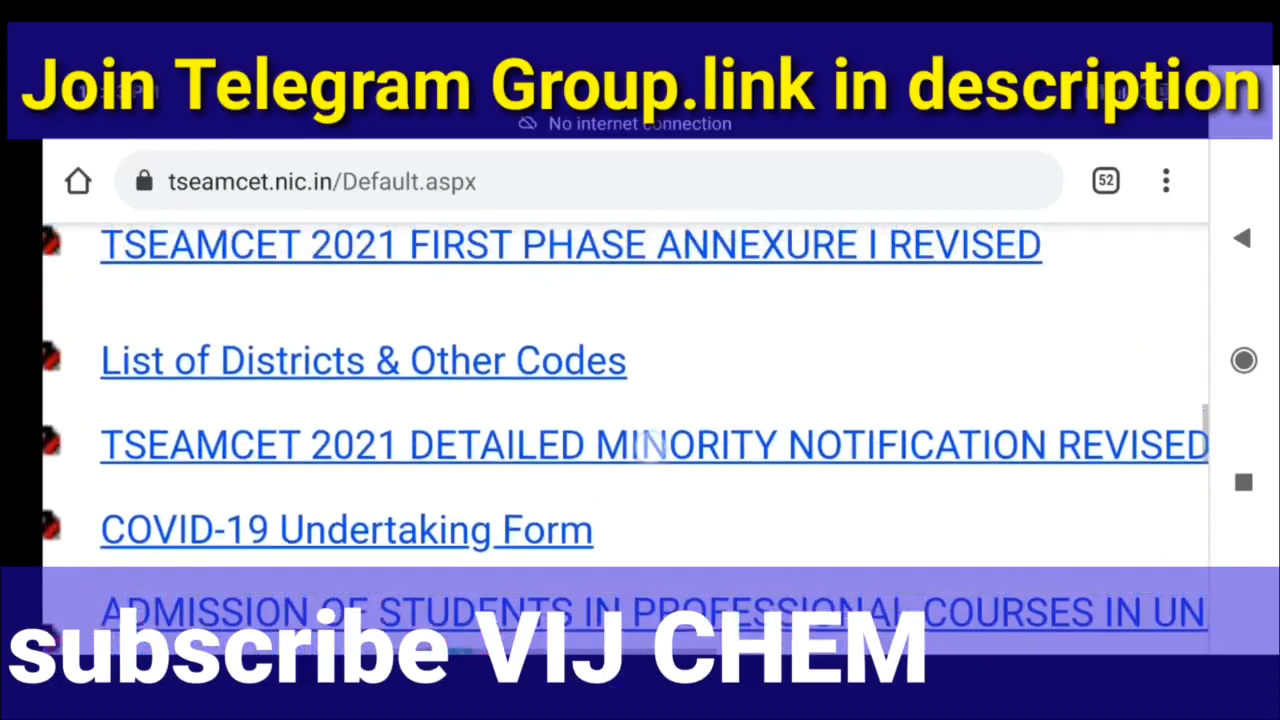 Join Telegram Group.link in description
No internet connection
tseamcet.nic.in/Default.aspx
52
TSEAMCET 2021 FIRST PHASE ANNEXURE I REVISED
List of Districts & Other Codes
TSEAMCET 2021 DETAILED MINORITY NOTIFICATION REVISED
COVID-19 Undertaking Form
ADMISSION OF STUDENTS IN PROFESSIONAL COURSES IN UN
subscribe VIJ CHEM